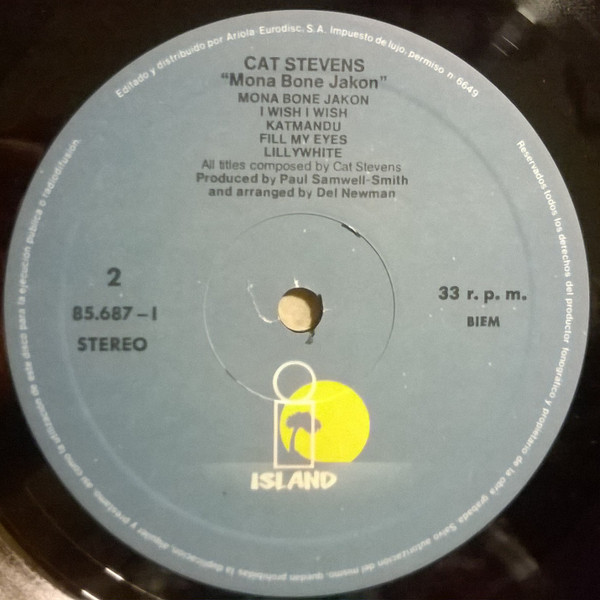 Editado y distribuido por Ariola Eurodisc, S.A. Impuesto de lujo: permiso n.º 6649
CAT STEVENS
“Mona Bone Jakon”
MONA BONE JAKON
I WISH I WISH
KATMANDU
FILL MY EYES
LILLYWHITE
All titles composed by Cat Stevens
Produced by Paul Samwell-Smith
and arranged by Del Newman
2
85.687-I
STEREO
33 r. p. m.
BIEM
ISLAND
Reservados todos los derechos del productor fonográfico y propietario de la obra grabada. Salvo autorización del mismo, quedan prohibidas la duplicación, alquiler y préstamo, así como la utilización de este disco para la ejecución pública o radiodifusión.